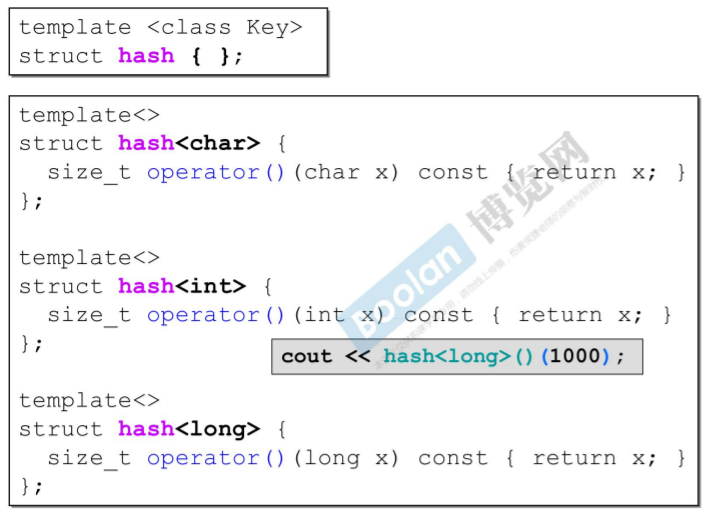 template <class Key>
struct hash { };
template<>
struct hash<char> {
size_t operator()(char x) const { return x; }
};
template<>
struct hash<int> {
size_t operator()(int x) const { return x; }
};
cout << hash<long>()(1000);
template<>
struct hash<long> {
size_t operator()(long x) const { return x; }
};
Boolan 博览网